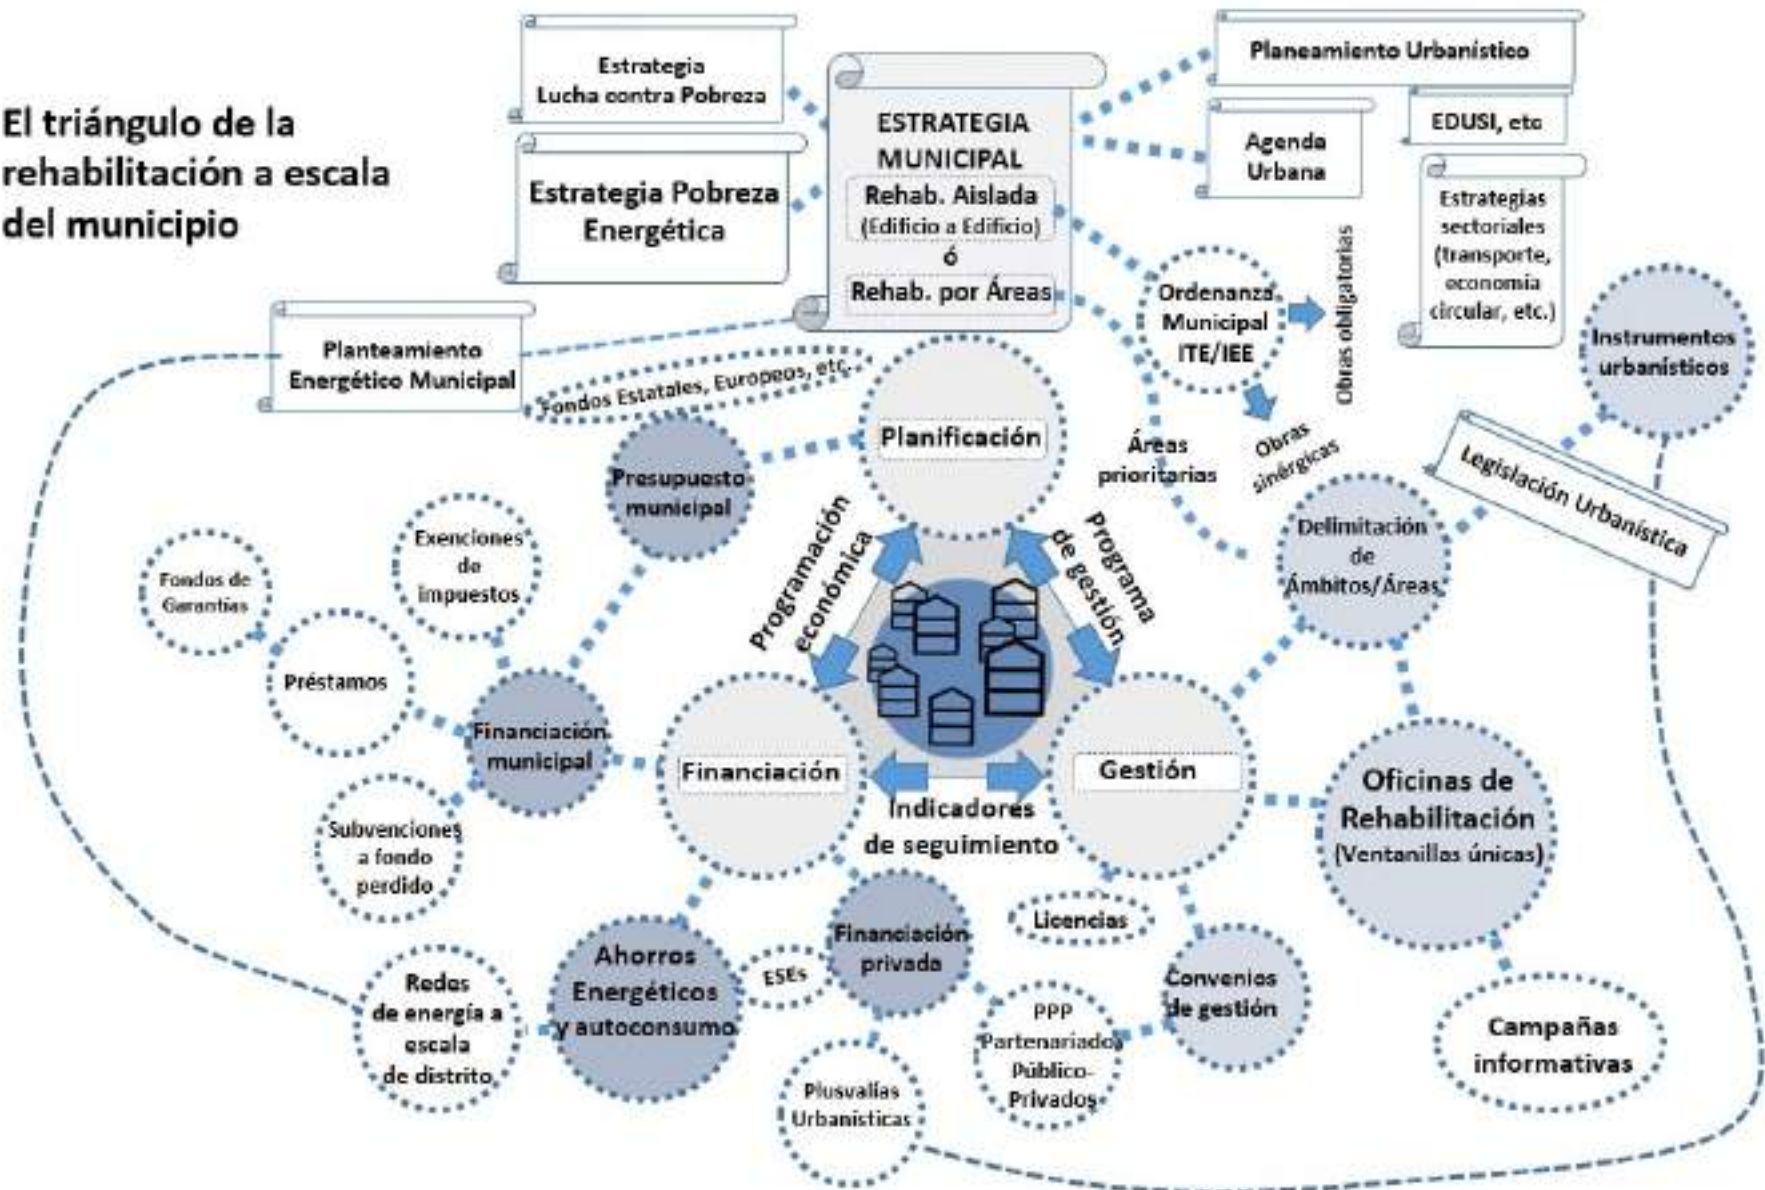 El triángulo de la
rehabilitación a escala
del municipio
Estrategia
Lucha contra Pobreza
Estrategia Pobreza
Energética
ESTRATEGIA
MUNICIPAL
Rehab. Aislada
(Edificio a Edificio)
ó
Rehab. por Áreas
Planeamiento Urbanístico
EDUSI, etc
Agenda
Urbana
Estrategias
sectoriales
(transporte,
economía
circular, etc.)
Ordenanza
Municipal
ITE/IEE
Obras obligatorias
Obras
sinérgicas
Áreas
prioritarias
Instrumentos
urbanísticos
Legislación Urbanística
Delimitación
de
Ámbitos/Áreas
Planteamiento
Energético Municipal
Fondos Estatales, Europeos, etc.
Planificación
Presupuesto
municipal
Programación
económica
Programa
de gestión
Exenciones
de
impuestos
Fondos de
Garantías
Préstamos
Financiación
municipal
Subvenciones
a fondo
perdido
Financiación
Gestión
Indicadores
de seguimiento
Oficinas de
Rehabilitación
(Ventanillas únicas)
Licencias
Financiación
privada
ESEs
Ahorros
Energéticos
y autoconsumo
Redes
de energía a
escala
de distrito
Convenios
de gestión
PPP
Partenariados
Público-
Privados
Plusvalías
Urbanísticas
Campañas
informativas